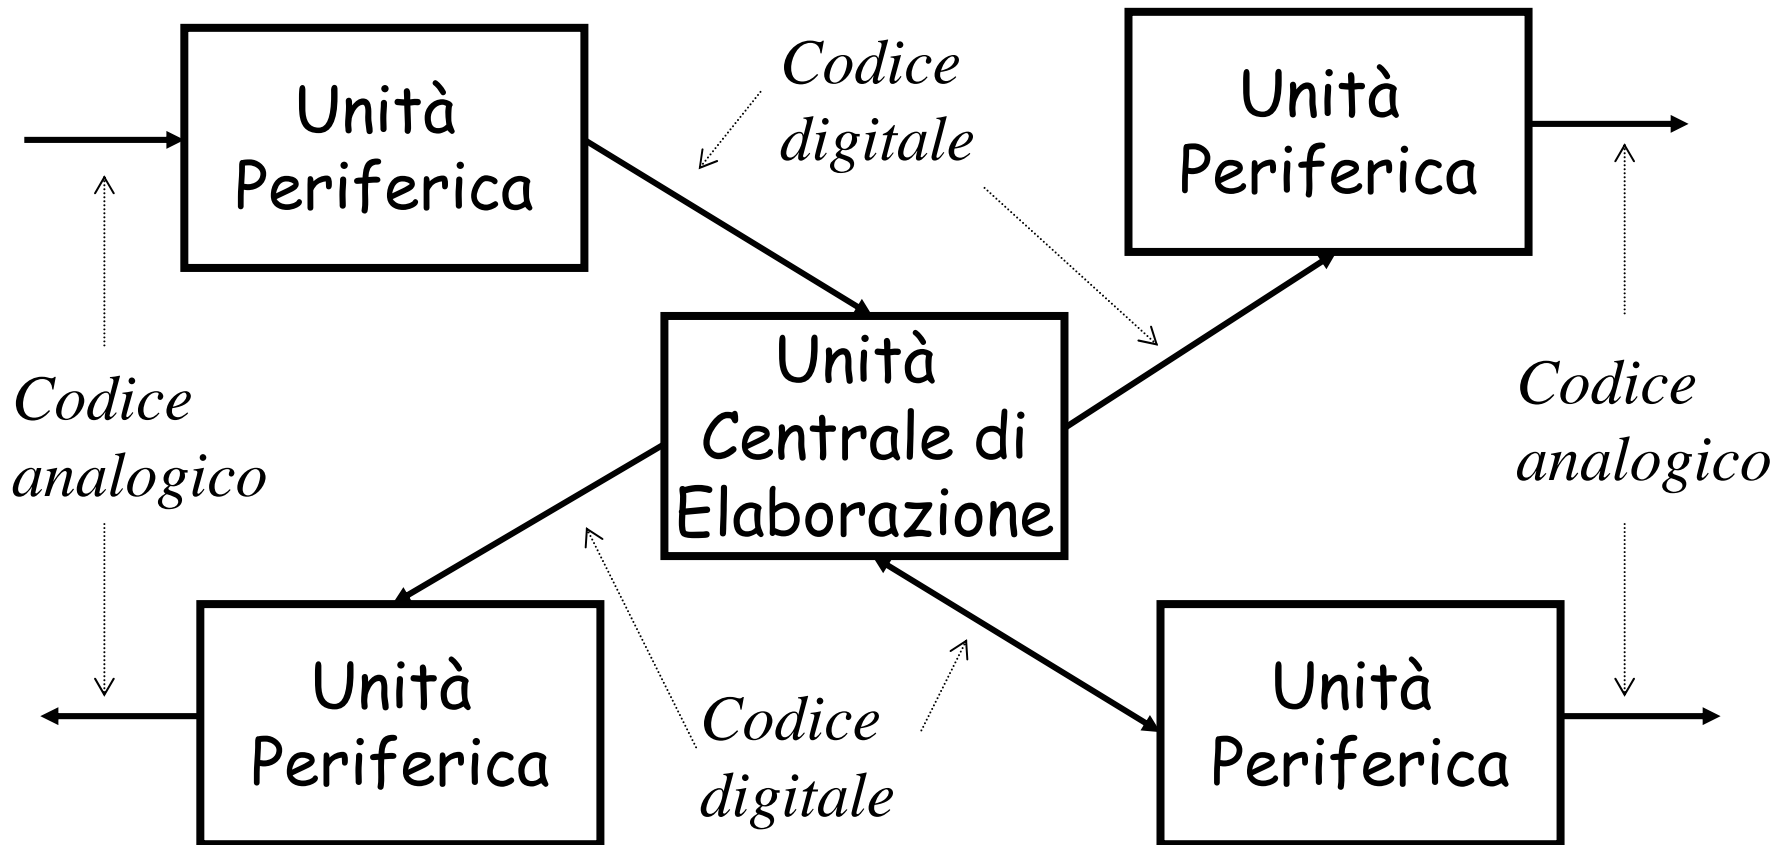 Unità
Periferica
Codice
digitale
Unità
Periferica
Codice
analogico
Unità
Centrale di
Elaborazione
Codice
analogico
Unità
Periferica
Codice
digitale
Unità
Periferica